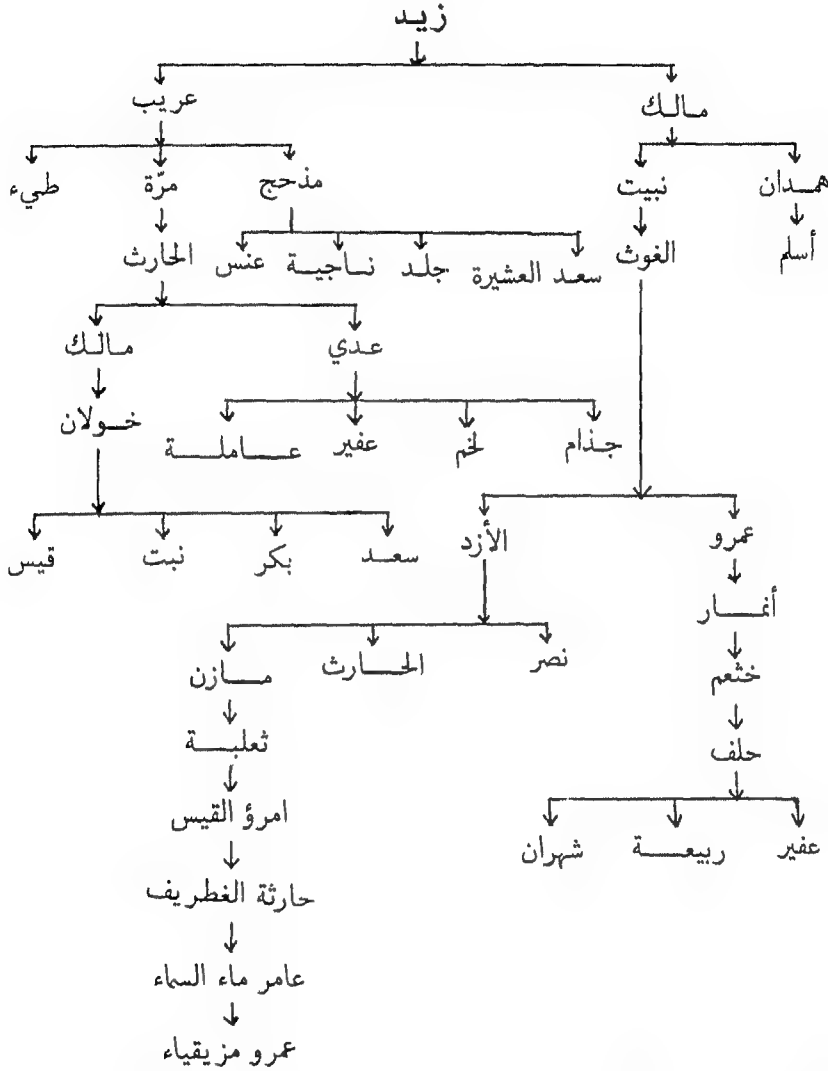 زيد
مالك عريب
همدان نبيت مذحج مرّة طيء
أسلم الغوث سعد العشيرة جلد ناجية عنس الحارث
عدي مالك
جذام لخم عفير عاملة خولان
عمرو الأزد سعد بكر نبت قيس
أنمار
نصر الحارث مازن
خثعم
ثعلبة
حلف
امرؤ القيس
عفير ربيعة شهران
حارثة الغطريف
عامر ماء السماء
عمرو مزيقياء